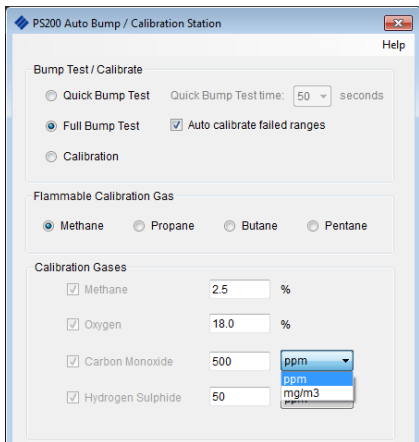 PS200 Auto Bump / Calibration Station
Help
Bump Test / Calibrate
Quick Bump Test Quick Bump Test time: 50 seconds
Full Bump Test Auto calibrate failed ranges
Calibration
Flammable Calibration Gas
Methane Propane Butane Pentane
Calibration Gases
Methane 2.5 %
Oxygen 18.0 %
Carbon Monoxide 500 ppm
ppm
mg/m3
Hydrogen Sulphide 50 ppm